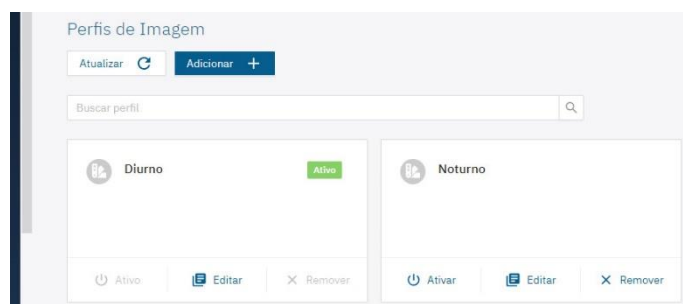 Perfis de Imagem
Atualizar Adicionar
Buscar perfil
Diurno Ativo Noturno
Ativo Editar Remover Ativar Editar Remover